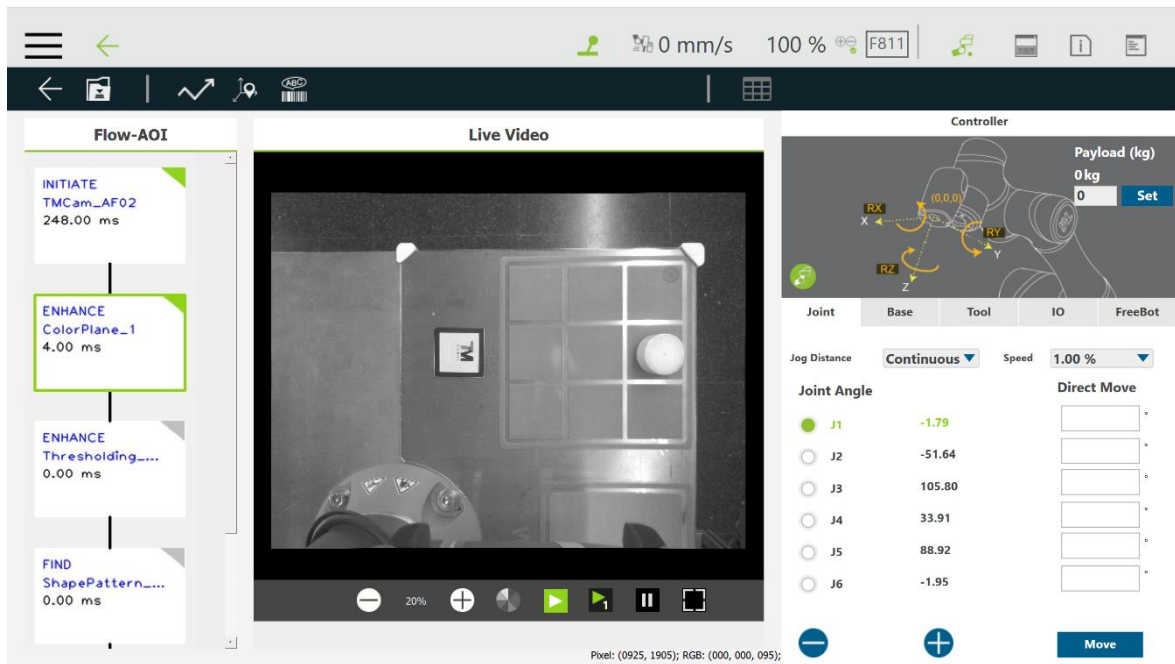 0 mm/s
100 %
F811
ABC
Flow-AOI
INITIATE
TMCam_AF02
248.00 ms
ENHANCE
ColorPlane_1
4.00 ms
ENHANCE
Thresholding_...
0.00 ms
FIND
ShapePattern_...
0.00 ms
Live Video
TM
20%
1
Pixel: (0925, 1905); RGB: (000, 000, 095);
Controller
Payload (kg)
0 kg
0
Set
(0,0,0)
RX
X
RY
Y
RZ
Z
Joint Base Tool IO FreeBot
Jog Distance Continuous Speed 1.00 %
Joint Angle Direct Move
J1 -1.79 °
J2 -51.64 °
J3 105.80 °
J4 33.91 °
J5 88.92 °
J6 -1.95 °
Move